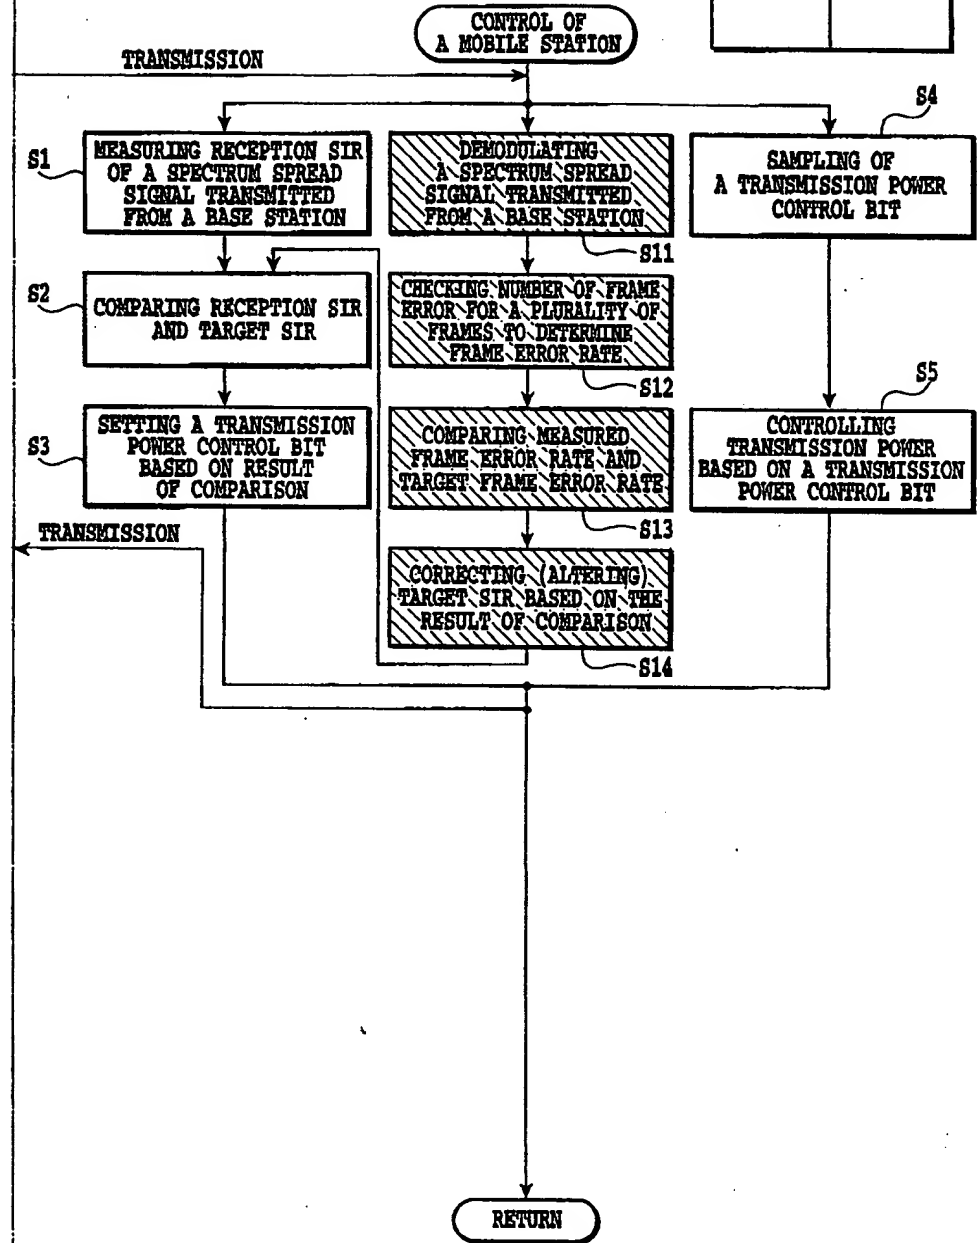 CONTROL OF
A MOBILE STATION
TRANSMISSION
S1
MEASURING RECEPTION SIR
OF A SPECTRUM SPREAD
SIGNAL TRANSMITTED
FROM A BASE STATION
S2
COMPARING RECEPTION SIR
AND TARGET SIR
S3
SETTING A TRANSMISSION
POWER CONTROL BIT
BASED ON RESULT
OF COMPARISON
TRANSMISSION
DEMODULATING
A SPECTRUM SPREAD
SIGNAL TRANSMITTED
FROM A BASE STATION
S11
CHECKING NUMBER OF FRAME
ERROR FOR A PLURALITY OF
FRAMES TO DETERMINE
FRAME ERROR RATE
S12
COMPARING MEASURED
FRAME ERROR RATE AND
TARGET FRAME ERROR RATE
S13
CORRECTING (ALTERING)
TARGET SIR BASED ON THE
RESULT OF COMPARISON
S14
S4
SAMPLING OF
A TRANSMISSION POWER
CONTROL BIT
S5
CONTROLLING
TRANSMISSION POWER
BASED ON A TRANSMISSION
POWER CONTROL BIT
RETURN